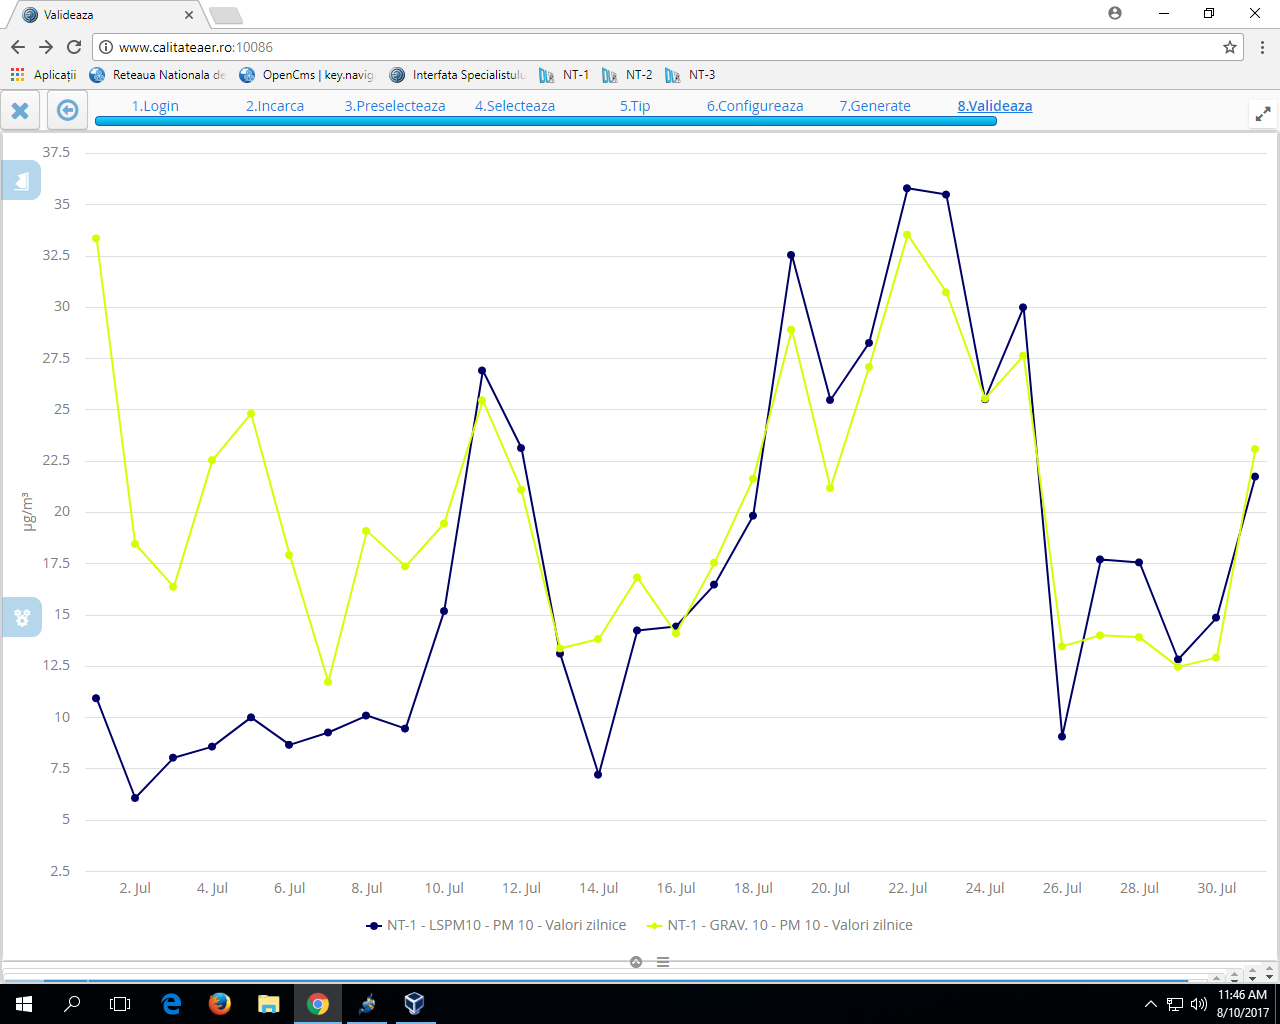 Valideaza
www.calitateaer.ro:10086
Aplicații Reteaua Nationala de OpenCms | key.navig Interfata Specialistulu NT-1 NT-2 NT-3
1.Login 2.Incarca 3.Preselecteaza 4.Selecteaza 5.Tip 6.Configureaza 7.Generate 8.Valideaza
37.5
35
32.5
30
27.5
25
22.5
µg/m³
20
17.5
15
12.5
10
7.5
5
2.5
2. Jul 4. Jul 6. Jul 8. Jul 10. Jul 12. Jul 14. Jul 16. Jul 18. Jul 20. Jul 22. Jul 24. Jul 26. Jul 28. Jul 30. Jul
NT-1 - LSPM10 - PM 10 - Valori zilnice NT-1 - GRAV. 10 - PM 10 - Valori zilnice
11:46 AM
8/10/2017